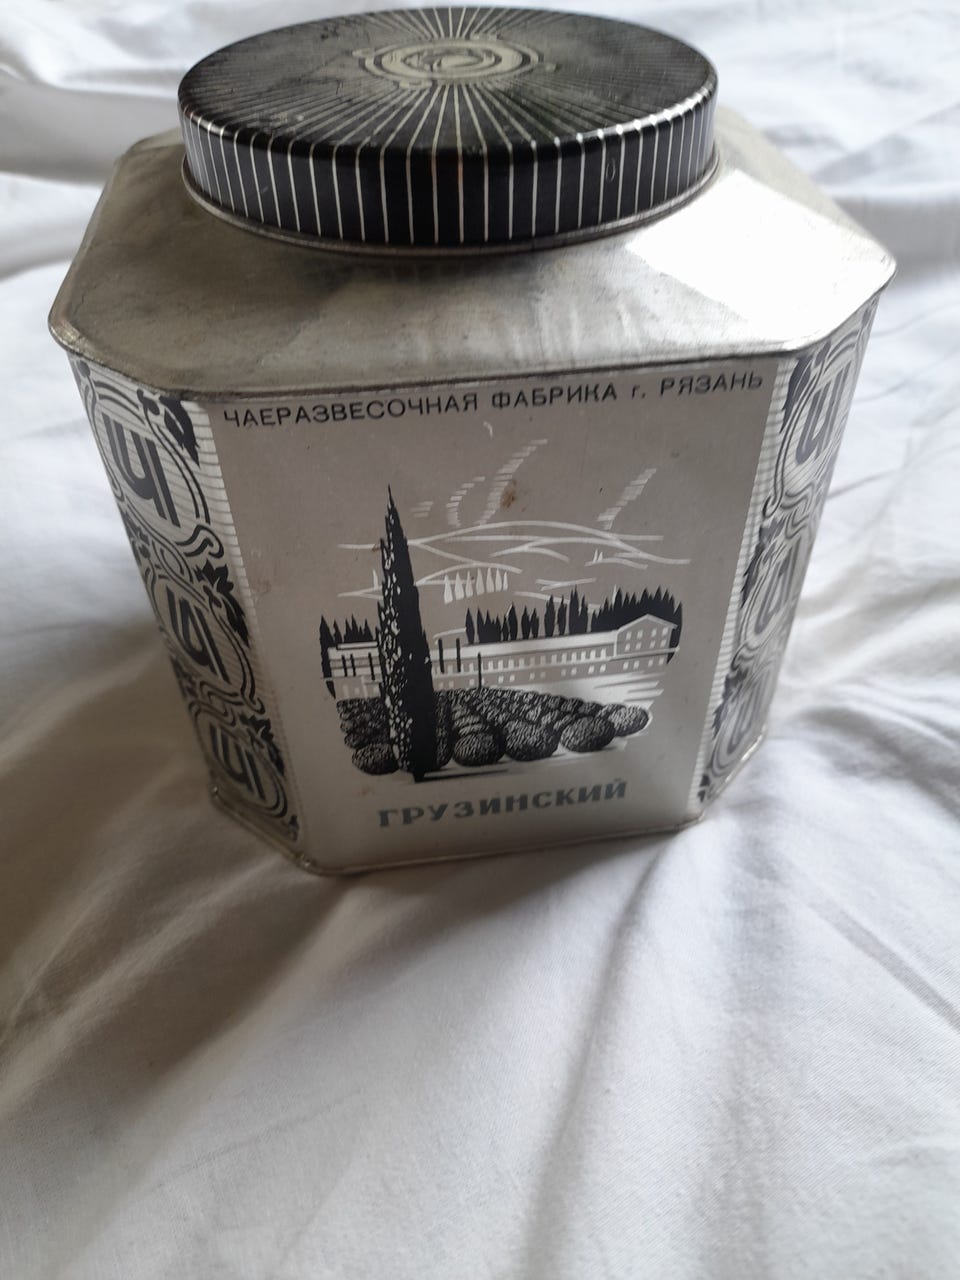 ЧАЕРАЗВЕСОЧНАЯ ФАБРИКА г. РЯЗАНЬ
ГРУЗИНСКИЙ
Ч
А
Й
Ч
А
Й